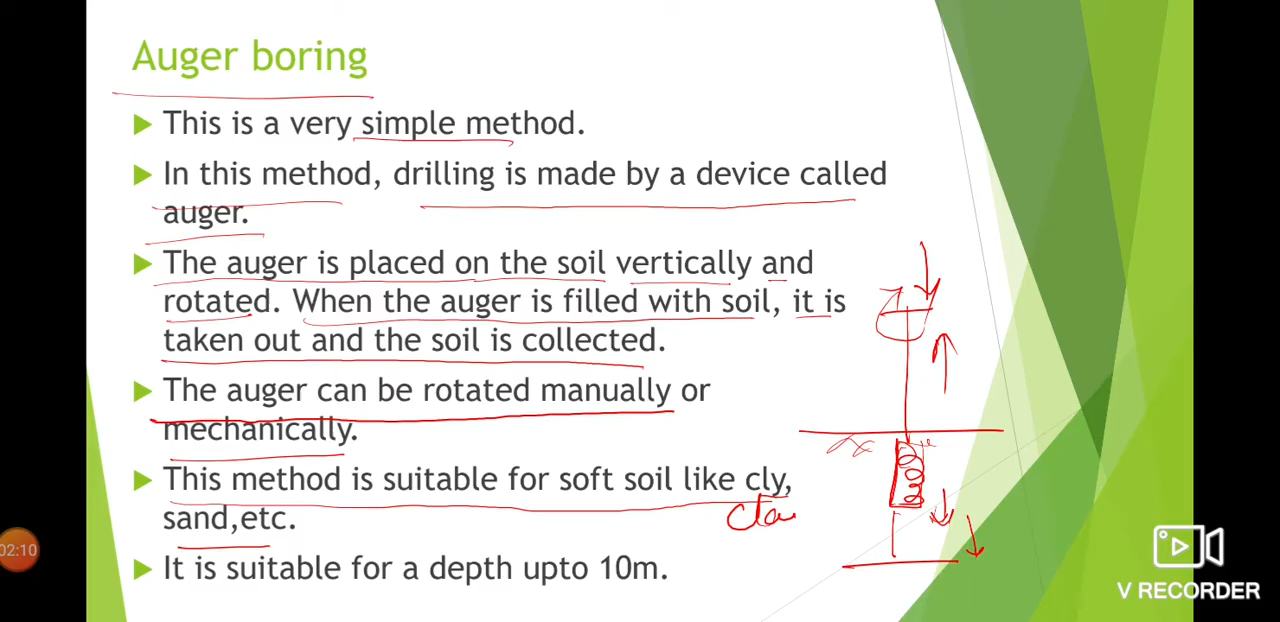 Auger boring
This is a very simple method.
In this method, drilling is made by a device called
auger.
The auger is placed on the soil vertically and
rotated. When the auger is filled with soil, it is
taken out and the soil is collected.
The auger can be rotated manually or
mechanically.
This method is suitable for soft soil like cly,
sand,etc.
clay
It is suitable for a depth upto 10m.
02:10
V RECORDER